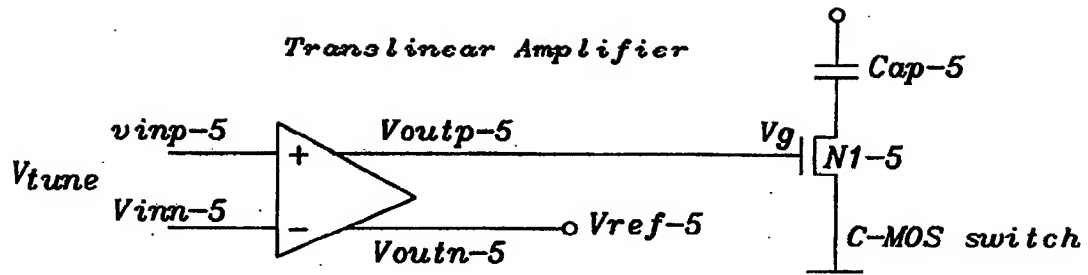 Translinear Amplifier
Cap-5
vinp-5
Voutp-5
Vg
N1-5
+
Vtune
Vinn-5
-
Vref-5
Voutn-5
C-MOS switch